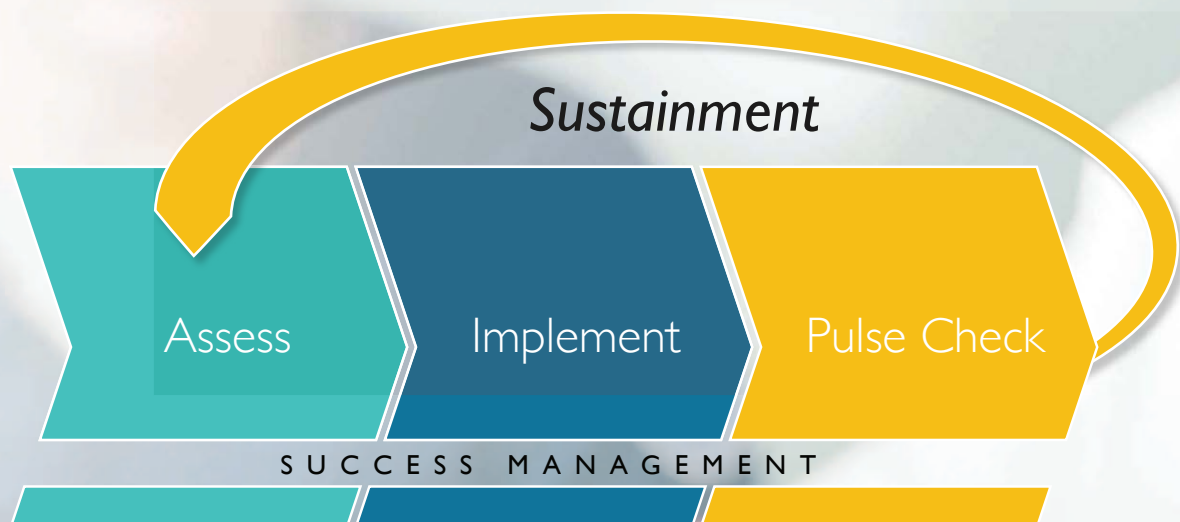 Sustainment
Assess
Implement
Pulse Check
SUCCESS MANAGEMENT